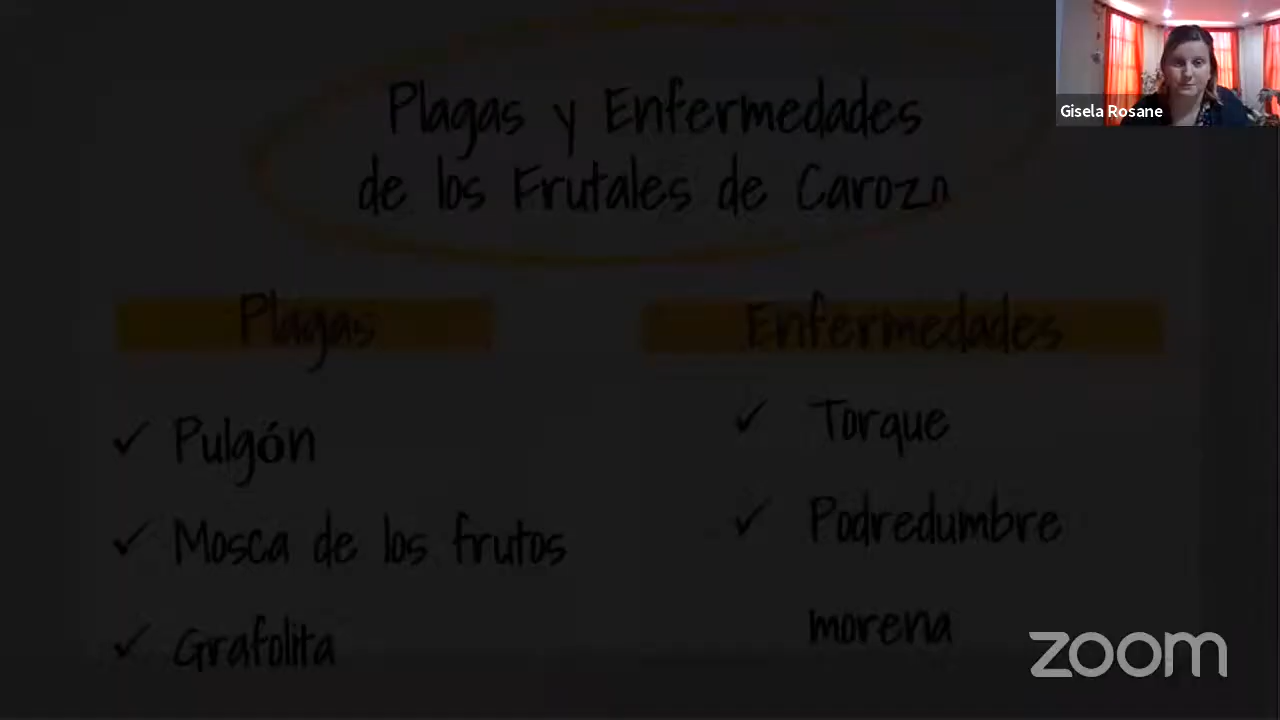 Plagas y Enfermedades
de los Frutales de Carozo
Gisela Rosane
Plagas
Pulgón
Mosca de los frutos
Grafolita
Enfermedades
Torque
Podredumbre
morena
zoom